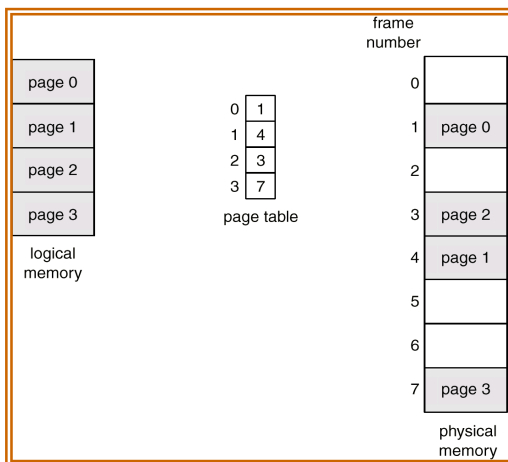 frame
number
page 0
page 1
page 2
page 3
logical
memory
0 1
1 4
2 3
3 7
page table
0
1 page 0
2
3 page 2
4 page 1
5
6
7 page 3
physical
memory